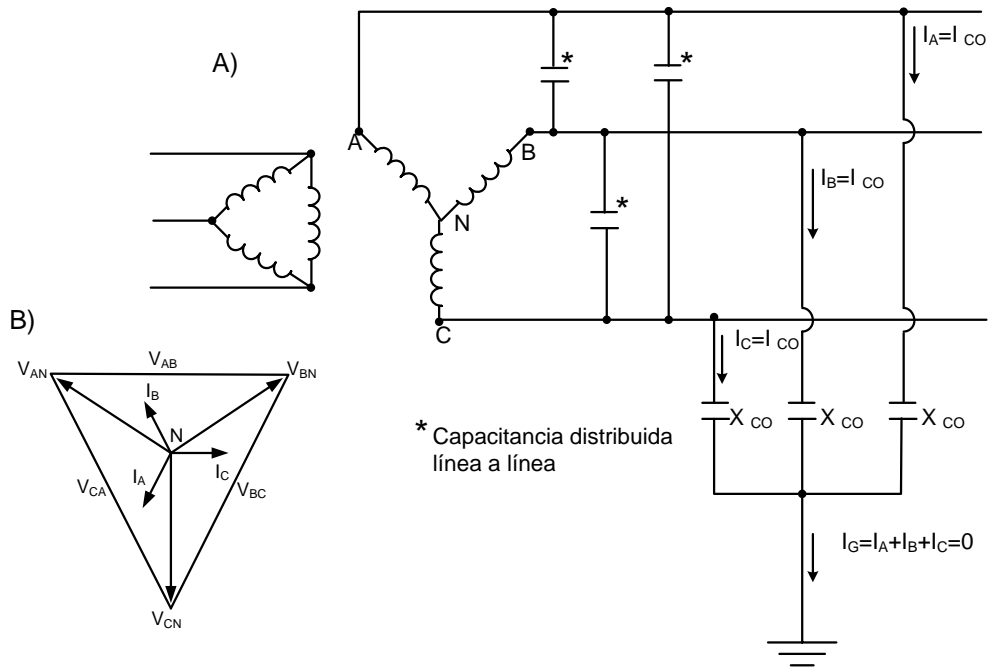 A)
*
*
I_A=I_CO
A
B
N
*
I_B=I_CO
B)
C
I_C=I_CO
V_AN
V_AB
V_BN
I_B
N
X_CO
X_CO
X_CO
* Capacitancia distribuida
línea a línea
I_A
I_C
V_CA
V_BC
I_G=I_A+I_B+I_C=0
V_CN